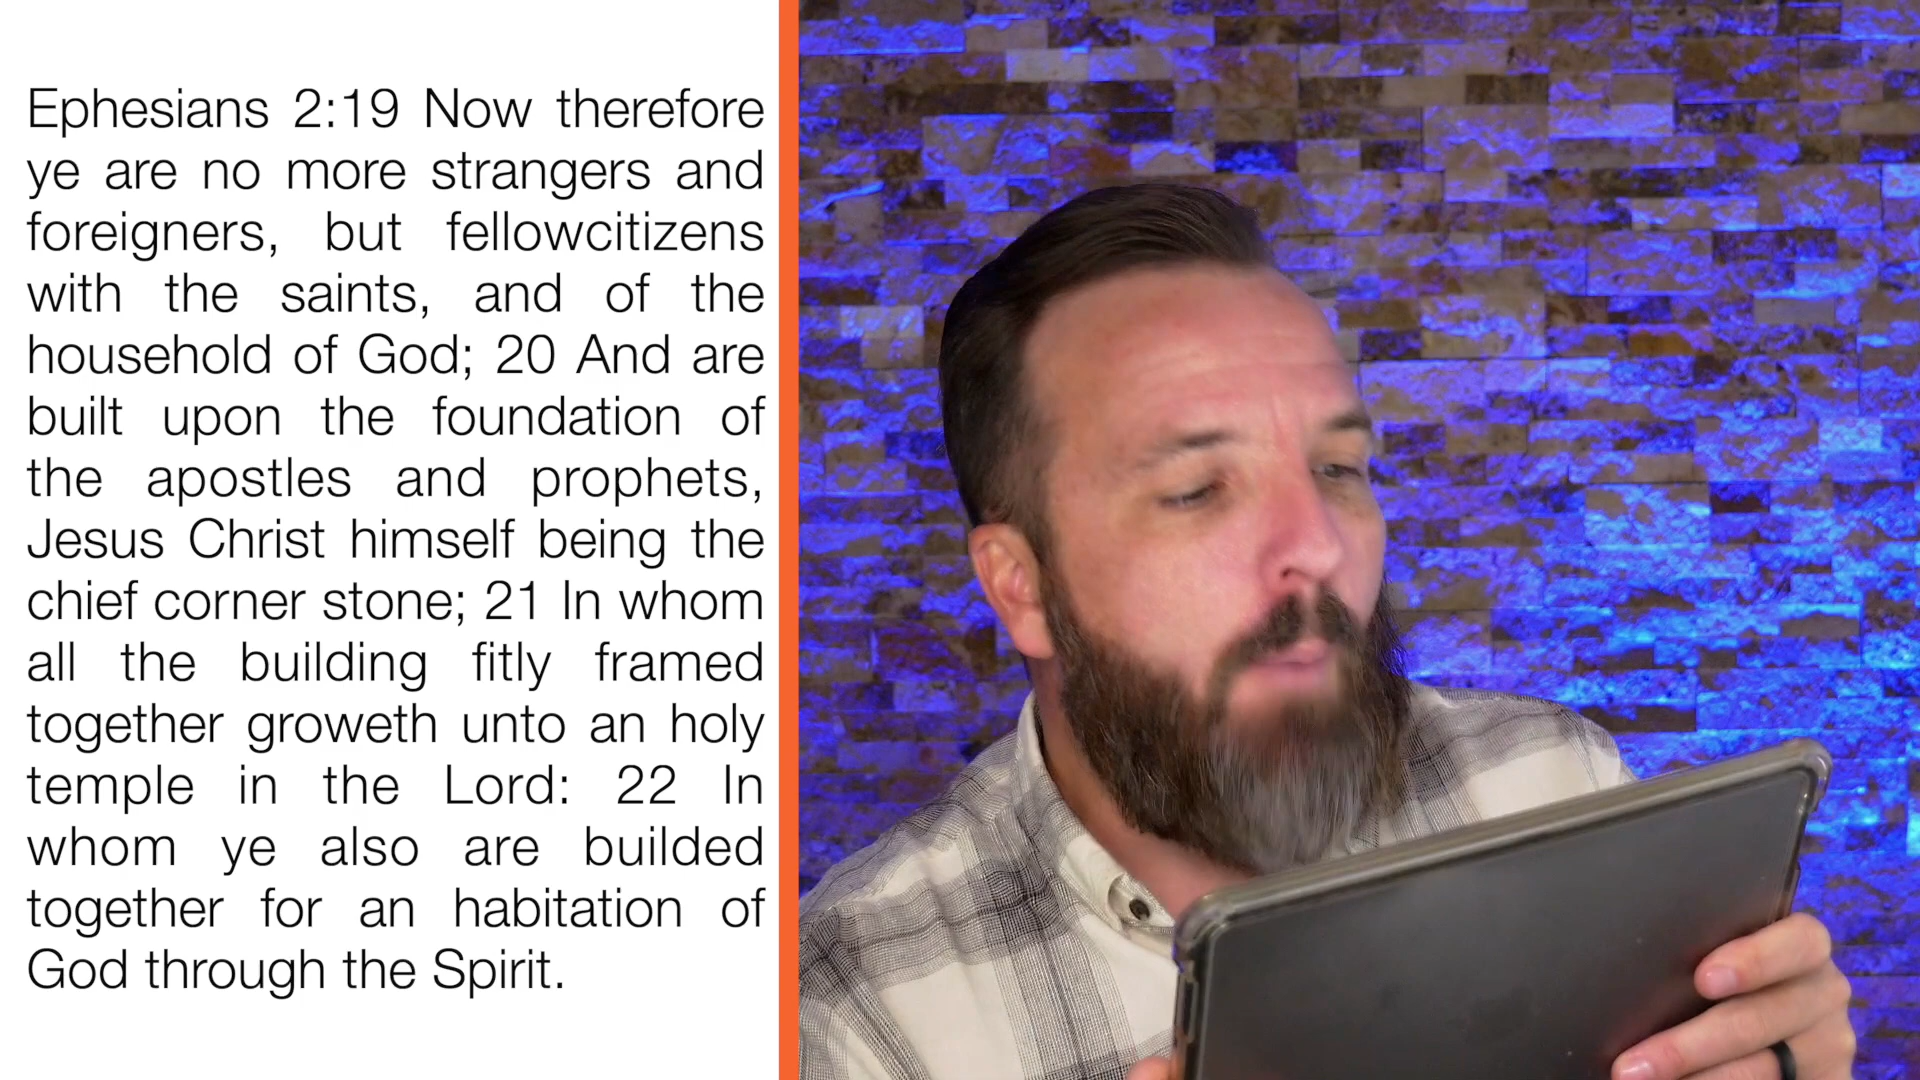 Ephesians 2:19 Now therefore
ye are no more strangers and
foreigners, but fellowcitizens
with the saints, and of the
household of God; 20 And are
built upon the foundation of
the apostles and prophets,
Jesus Christ himself being the
chief corner stone; 21 In whom
all the building fitly framed
together groweth unto an holy
temple in the Lord: 22 In
whom ye also are builded
together for an habitation of
God through the Spirit.